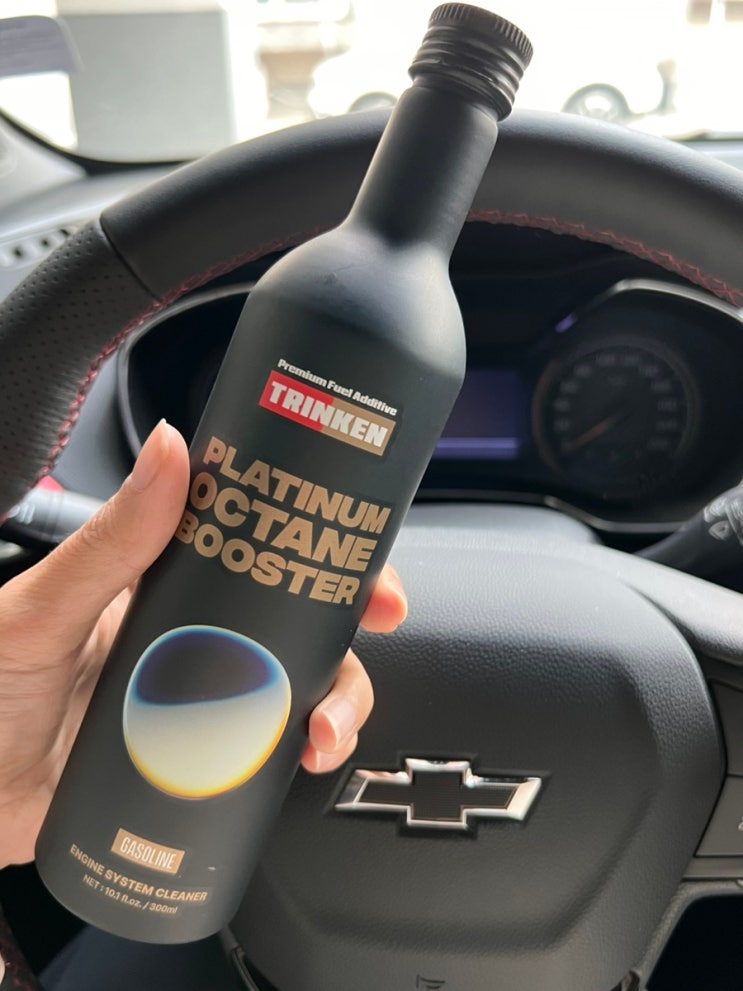 Premium Fuel Additive
TRINKEN
PLATINUM
OCTANE
BOOSTER
GASOLINE
ENGINE SYSTEM CLEANER
NET : 10.1 fl.oz. / 300ml